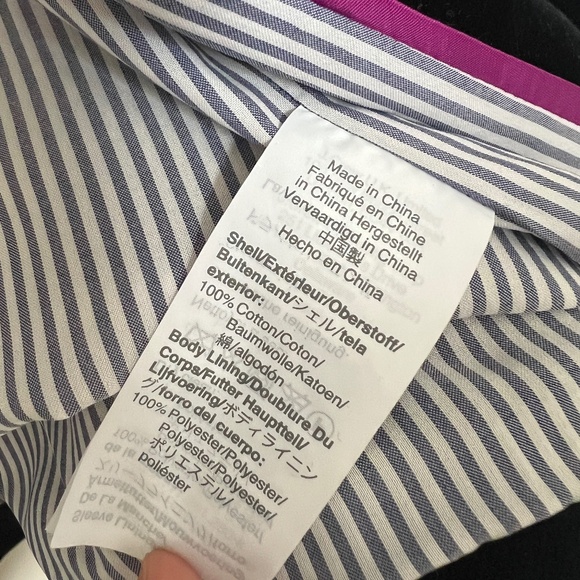 Made in China
Fabriqué en Chine
in China Hergestellt
Vervaardigd in China
中国製
Hecho en China
Shell/Extérieur/Oberstoff/
Buitenkant/シェル/tela
exterior:
100% Cotton/Coton/
Baumwolle/Katoen/
綿/algodón
Body Lining/Doublure Du
Corps/Futter Hauptteil/
Lijfvoering/ボディライニン
グ/forro del cuerpo:
100% Polyester/Polyester/
Polyester/Polyester/
ポリエステル/
poliéster